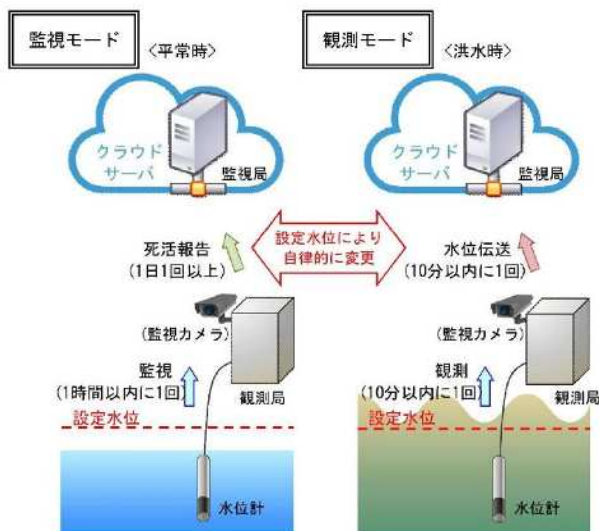 監視モード
<平常時>
クラウド
サーバ
監視局
死活報告
(1日1回以上)
(監視カメラ)
監視
(1時間以内に1回)
観測局
設定水位
水位計
設定水位により
自律的に変更
観測モード
<洪水時>
クラウド
サーバ
監視局
水位伝送
(10分以内に1回)
(監視カメラ)
観測
(10分以内に1回)
観測局
設定水位
水位計